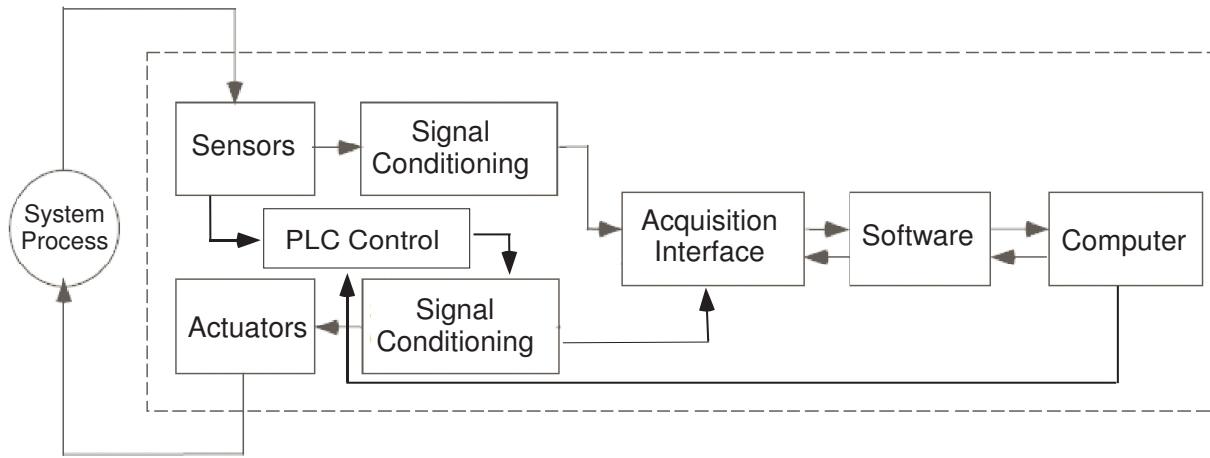 Sensors
Signal
Conditioning
System
Process
PLC Control
Acquisition
Interface
Software
Computer
Actuators
Signal
Conditioning